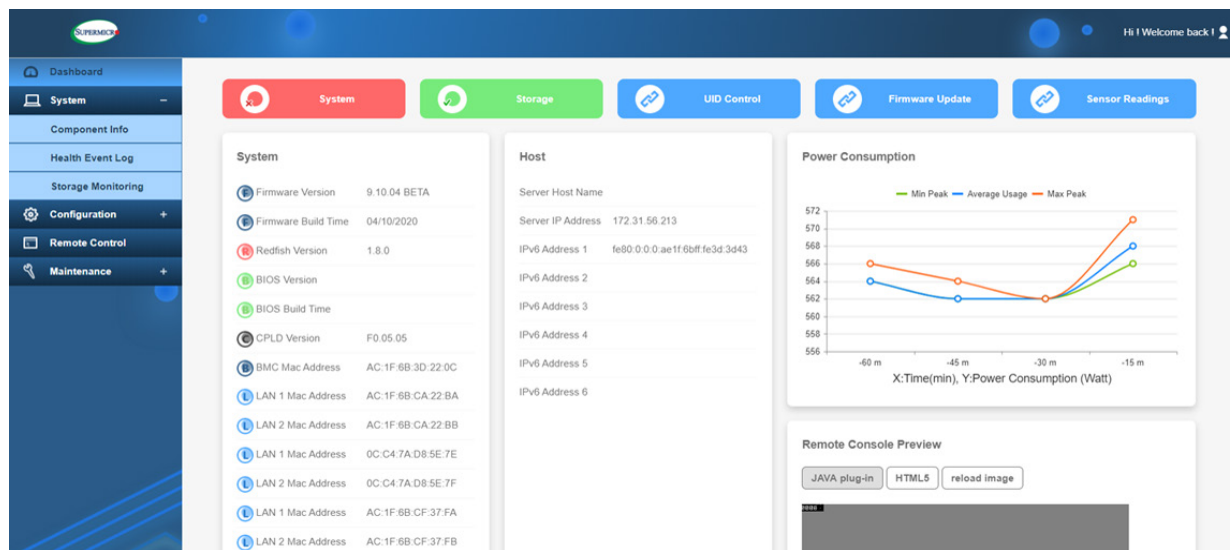 SUPERMICR
Hi ! Welcome back !
Dashboard
System
Component Info
Health Event Log
Storage Monitoring
Configuration
Remote Control
Maintenance
System
Storage
UID Control
Firmware Update
Sensor Readings
System
Firmware Version 9.10.04 BETA
Firmware Build Time 04/10/2020
Redfish Version 1.8.0
BIOS Version
BIOS Build Time
CPLD Version F0.05.05
BMC Mac Address AC:1F:6B:3D:22:0C
LAN 1 Mac Address AC:1F:6B:CA:22:BA
LAN 2 Mac Address AC:1F:6B:CA:22:BB
LAN 1 Mac Address 0C:C4:7A:D8:5E:7E
LAN 2 Mac Address 0C:C4:7A:D8:5E:7F
LAN 1 Mac Address AC:1F:6B:CF:37:FA
LAN 2 Mac Address AC:1F:6B:CF:37:FB
Host
Server Host Name
Server IP Address 172.31.56.213
IPv6 Address 1 fe80:0:0:0:ae1f:6bff:fe3d:3d43
IPv6 Address 2
IPv6 Address 3
IPv6 Address 4
IPv6 Address 5
IPv6 Address 6
Power Consumption
Min Peak Average Usage Max Peak
572
570
568
566
564
562
560
558
556
-60 m -45 m -30 m -15 m
X:Time(min), Y:Power Consumption (Watt)
Remote Console Preview
JAVA plug-in HTML5 reload image